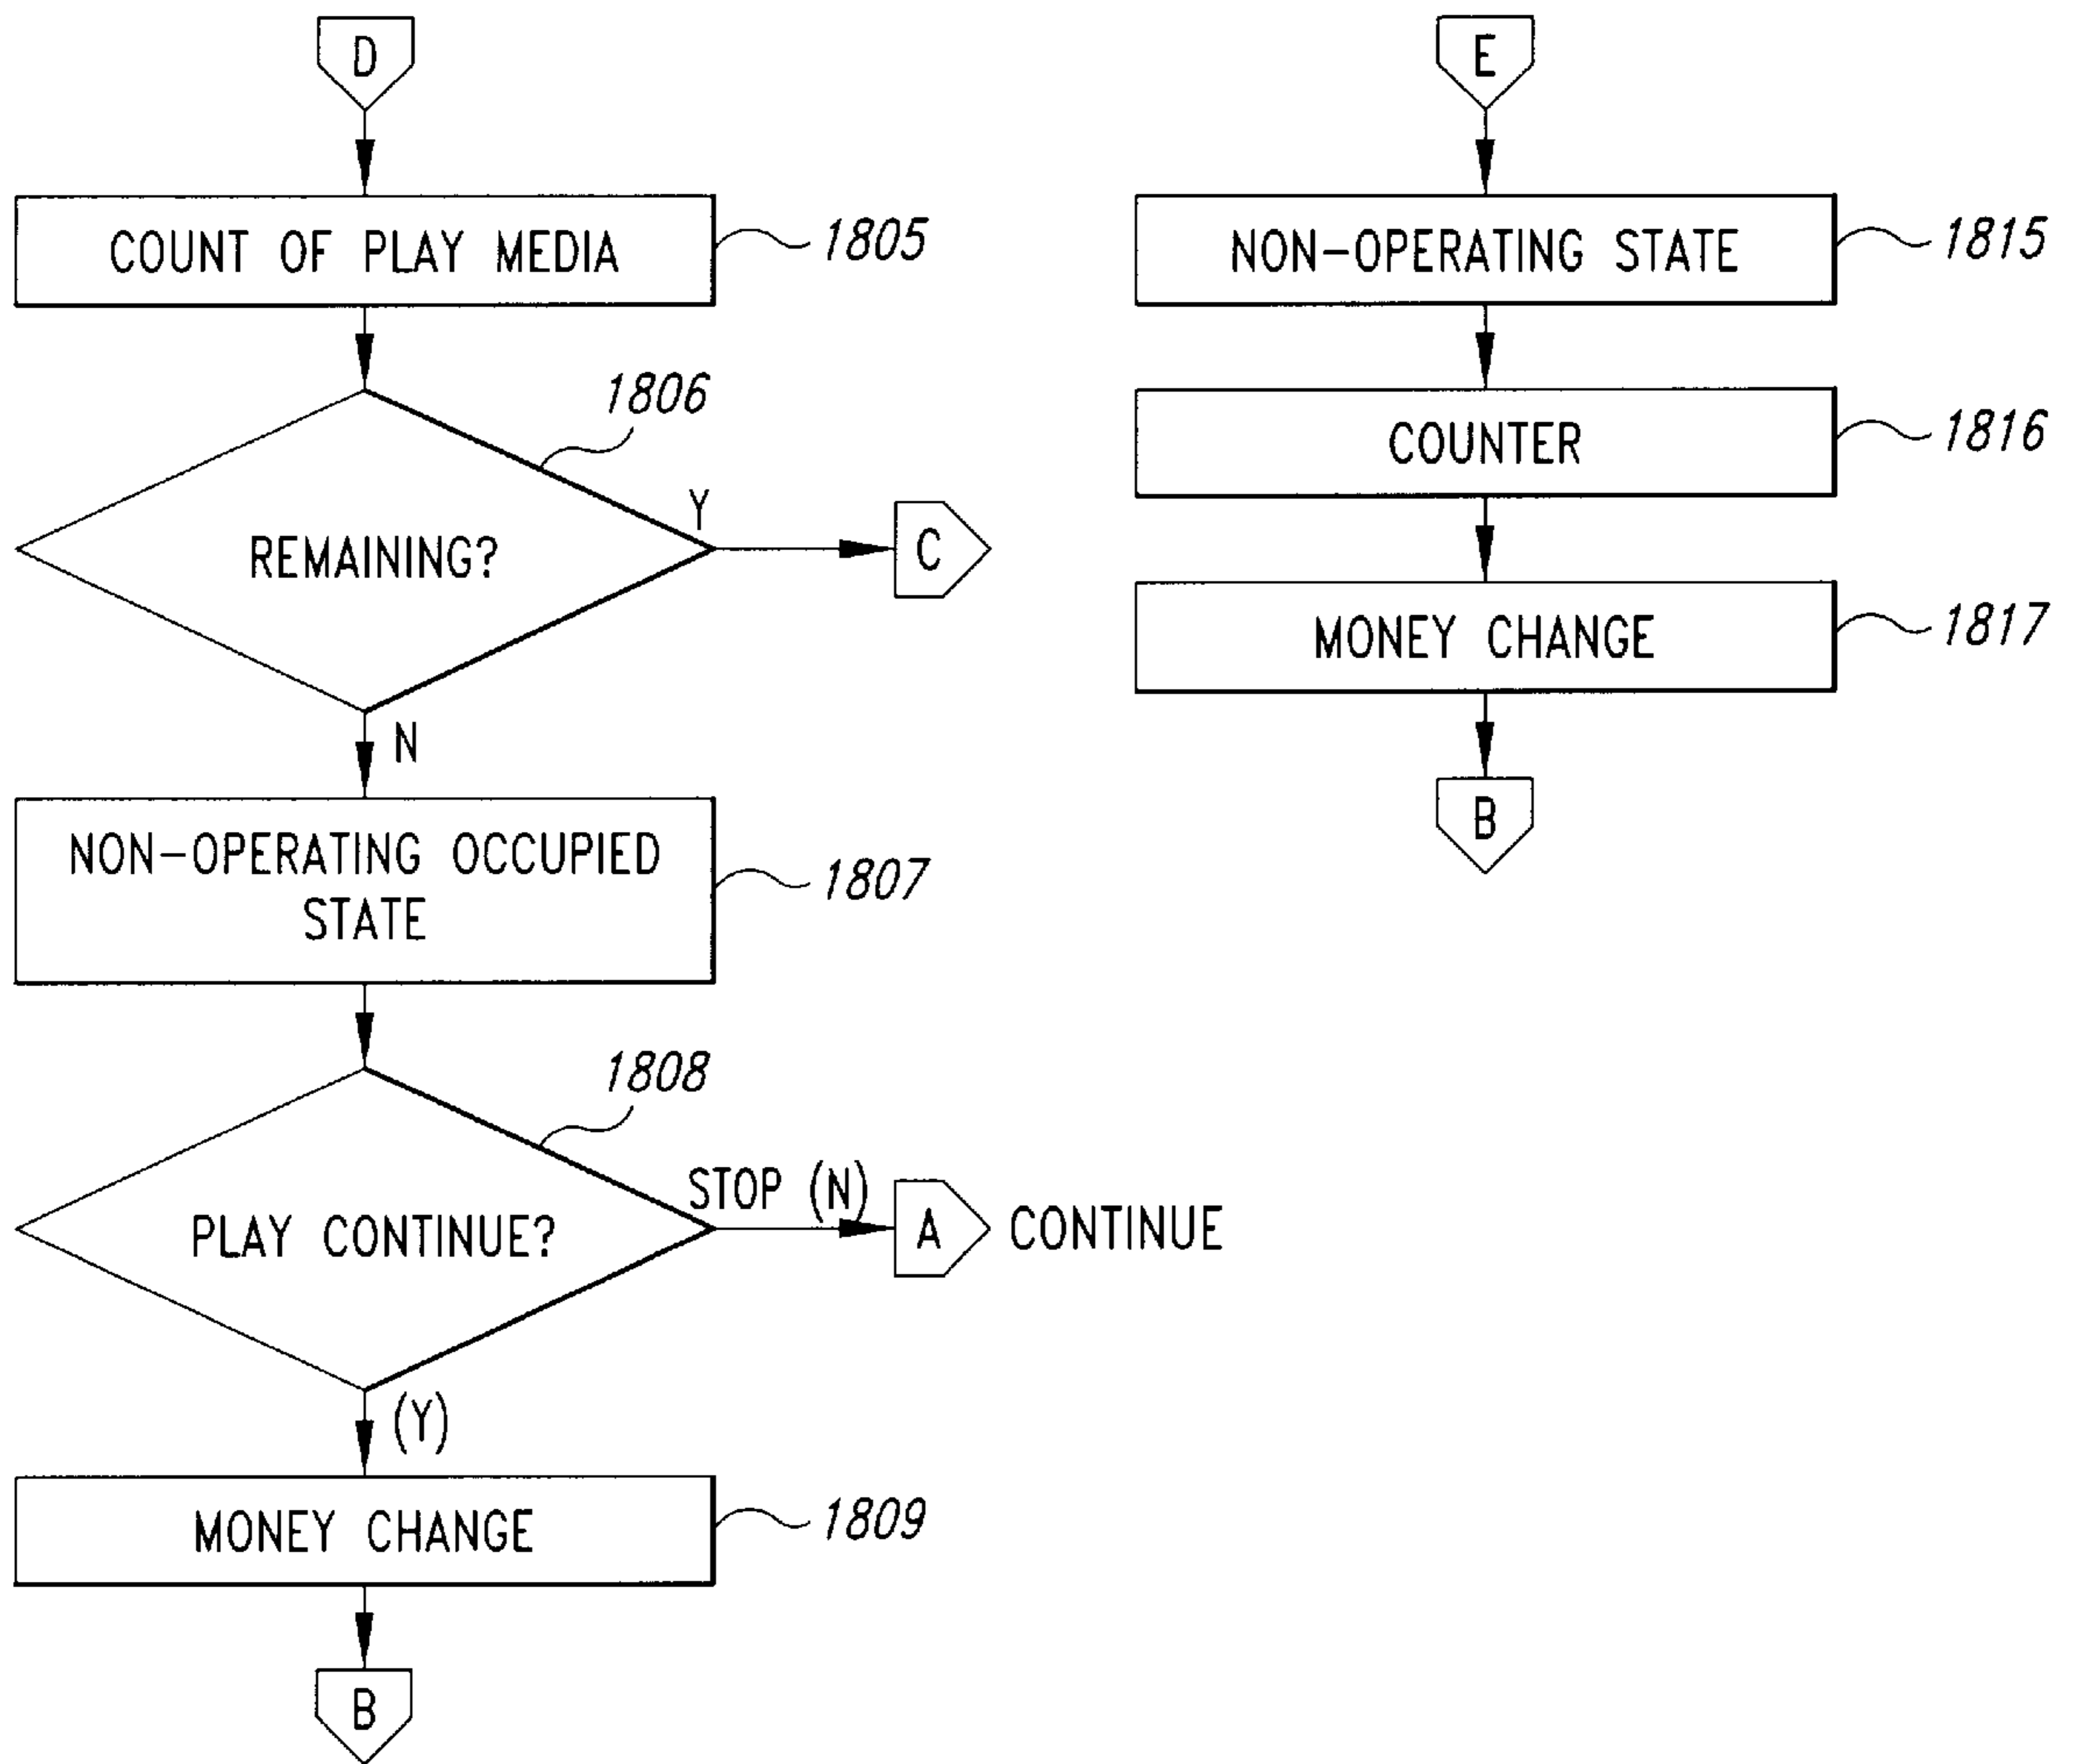 D
COUNT OF PLAY MEDIA
1805
1806
REMAINING?
Y
C
N
NON-OPERATING OCCUPIED
STATE
1807
1808
PLAY CONTINUE?
STOP (N)
A
CONTINUE
(Y)
MONEY CHANGE
1809
B
E
NON-OPERATING STATE
1815
COUNTER
1816
MONEY CHANGE
1817
B